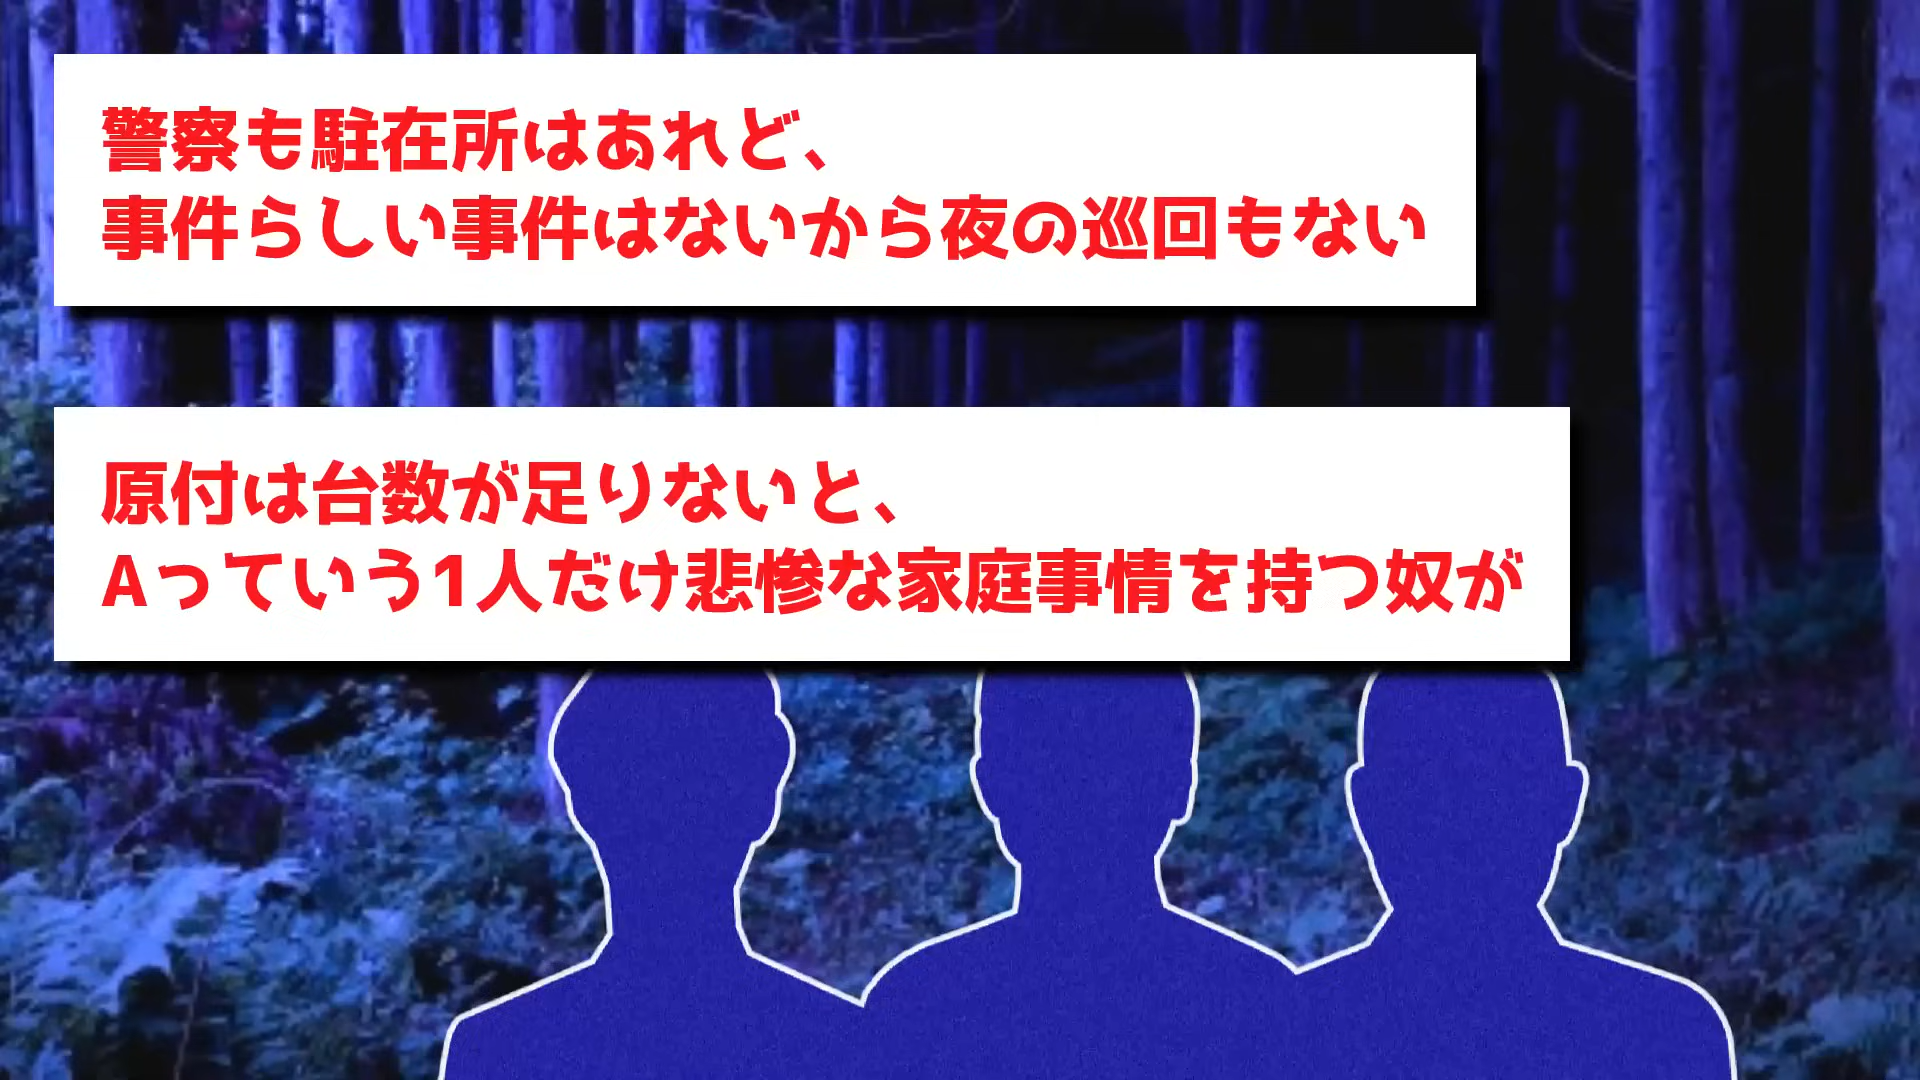 警察も駐在所はあれど、
事件らしい事件はないから夜の巡回もない
原付は台数が足りないと、
Aっていう1人だけ悲惨な家庭事情を持つ奴が